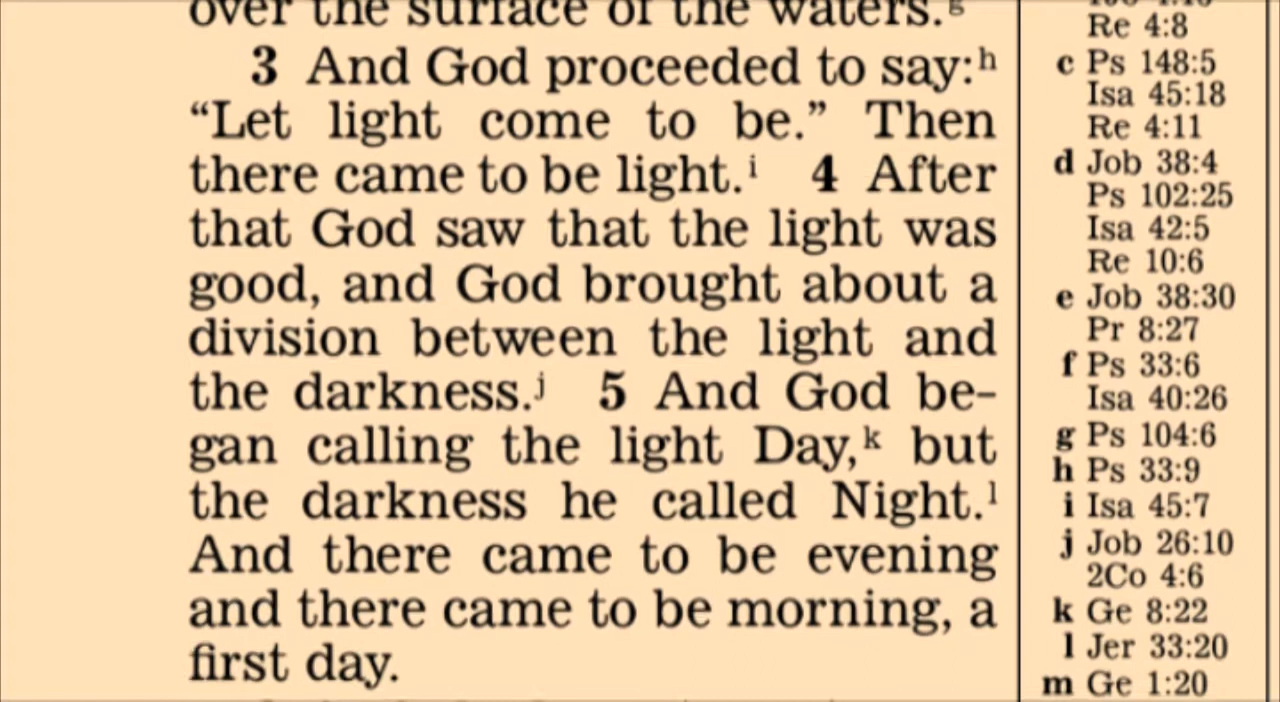 over the surface of the waters.g
3 And God proceeded to say:h
“Let light come to be.” Then
there came to be light.i 4 After
that God saw that the light was
good, and God brought about a
division between the light and
the darkness.j 5 And God be-
gan calling the light Day,k but
the darkness he called Night.l
And there came to be evening
and there came to be morning, a
first day.
Re 4:8
c Ps 148:5
Isa 45:18
Re 4:11
d Job 38:4
Ps 102:25
Isa 42:5
Re 10:6
e Job 38:30
Pr 8:27
f Ps 33:6
Isa 40:26
g Ps 104:6
h Ps 33:9
i Isa 45:7
j Job 26:10
2Co 4:6
k Ge 8:22
l Jer 33:20
m Ge 1:20